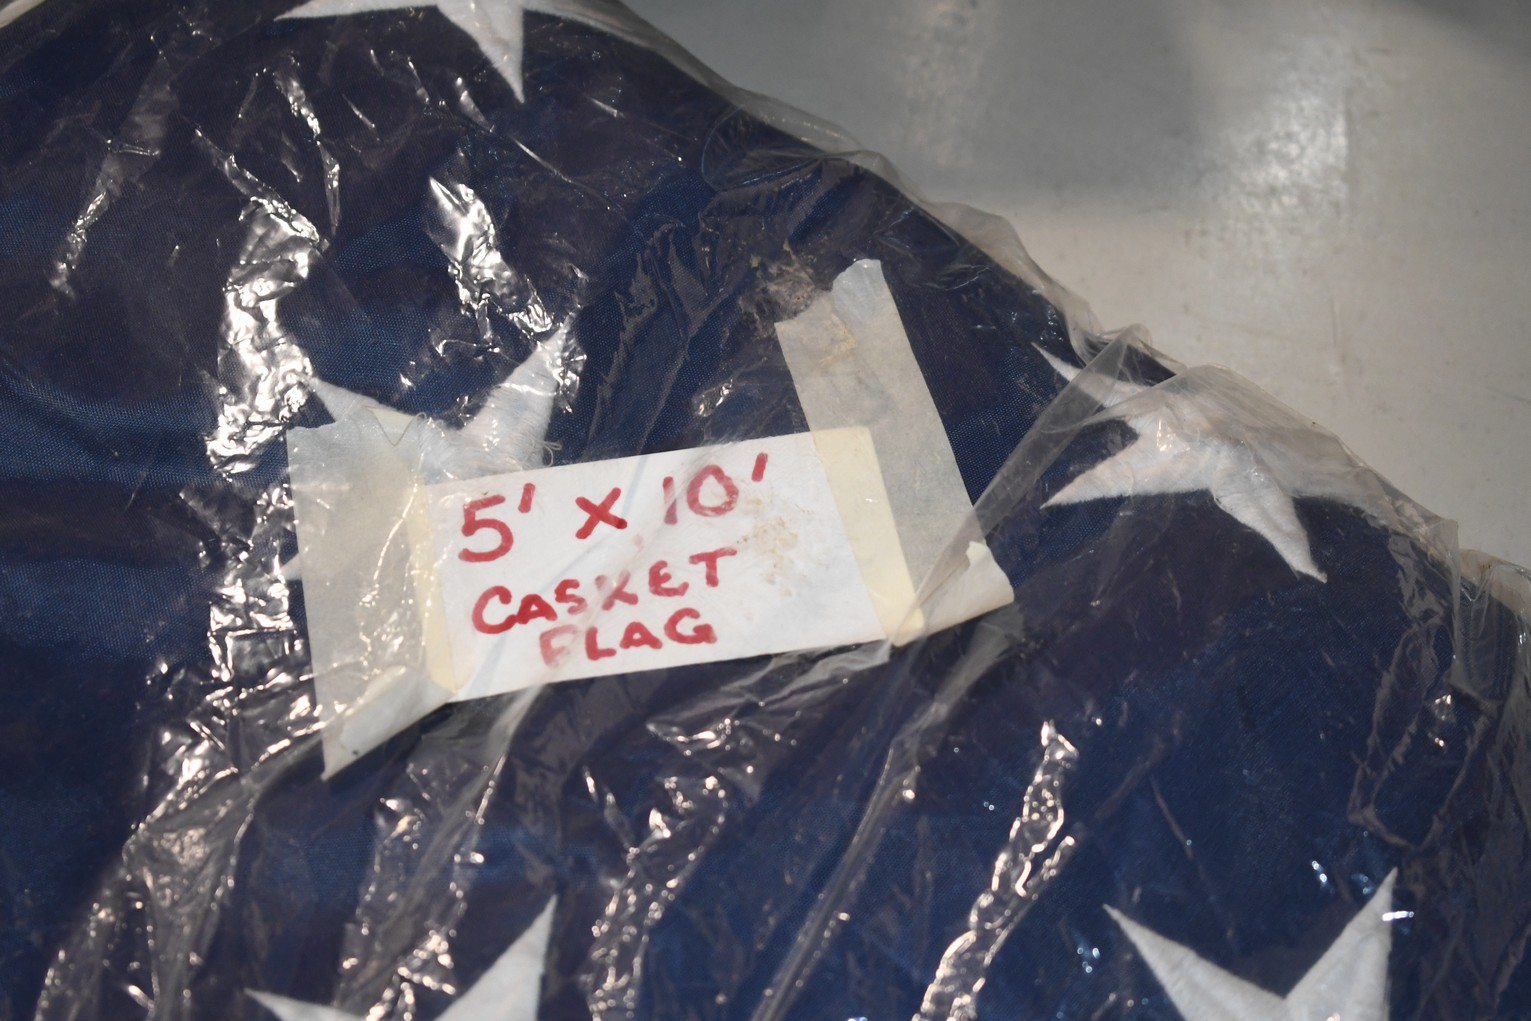 5' X 10'
CASKET
FLAG